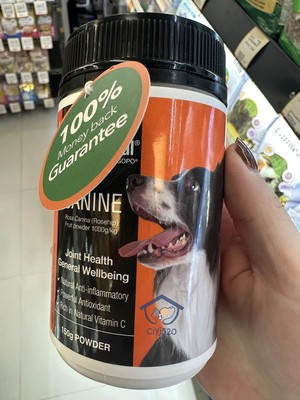 100%
Money back
Guarantee
SOPO®
ANINE
Rosa Canina (Rosehip)
Fruit powder 1000g/kg
Joint Health
General Wellbeing
Natural Anti-inflammatory
Powerful Antioxidant
Rich in Natural Vitamin C
150g POWDER